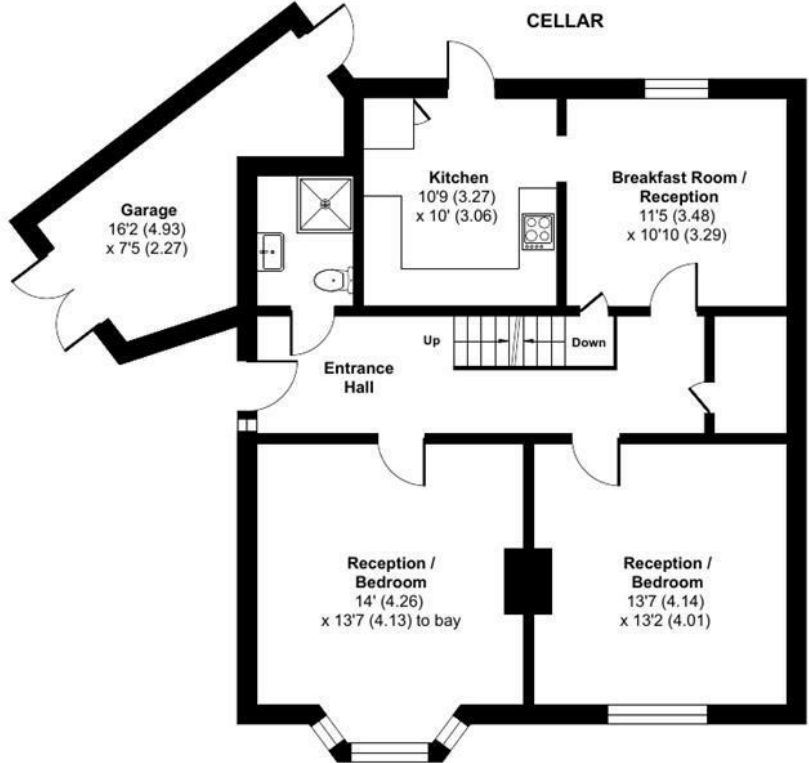 CELLAR
Kitchen
10'9 (3.27)
x 10' (3.06)
Breakfast Room /
Reception
11'5 (3.48)
x 10'10 (3.29)
Garage
16'2 (4.93)
x 7'5 (2.27)
Up
Down
Entrance
Hall
Reception /
Bedroom
14' (4.26)
x 13'7 (4.13) to bay
Reception /
Bedroom
13'7 (4.14)
x 13'2 (4.01)